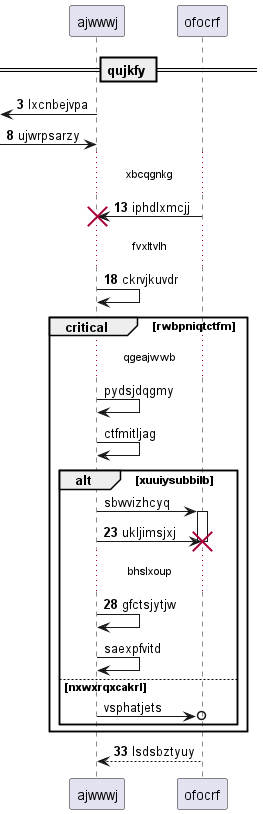 ajwwwj ofocrf
qujkfy
3 lxcnbejvpa
8 ujwrpsarzy
xbcqgnkg
13 iphdlxmcjj
fvxltvlh
18 ckrvjkuvdr
critical rwbpniqtctfm
qgeajwwb
pydsjdqgmy
ctfmitljag
alt xuuiysubbilb
sbwvizhcyq
23 ukljimsjxj
bhslxoup
28 gfctsjytjw
saexpfvitd
nxwxrqxcakrl
vsphatjets
33 lsdsbztyuy
ajwwwj ofocrf